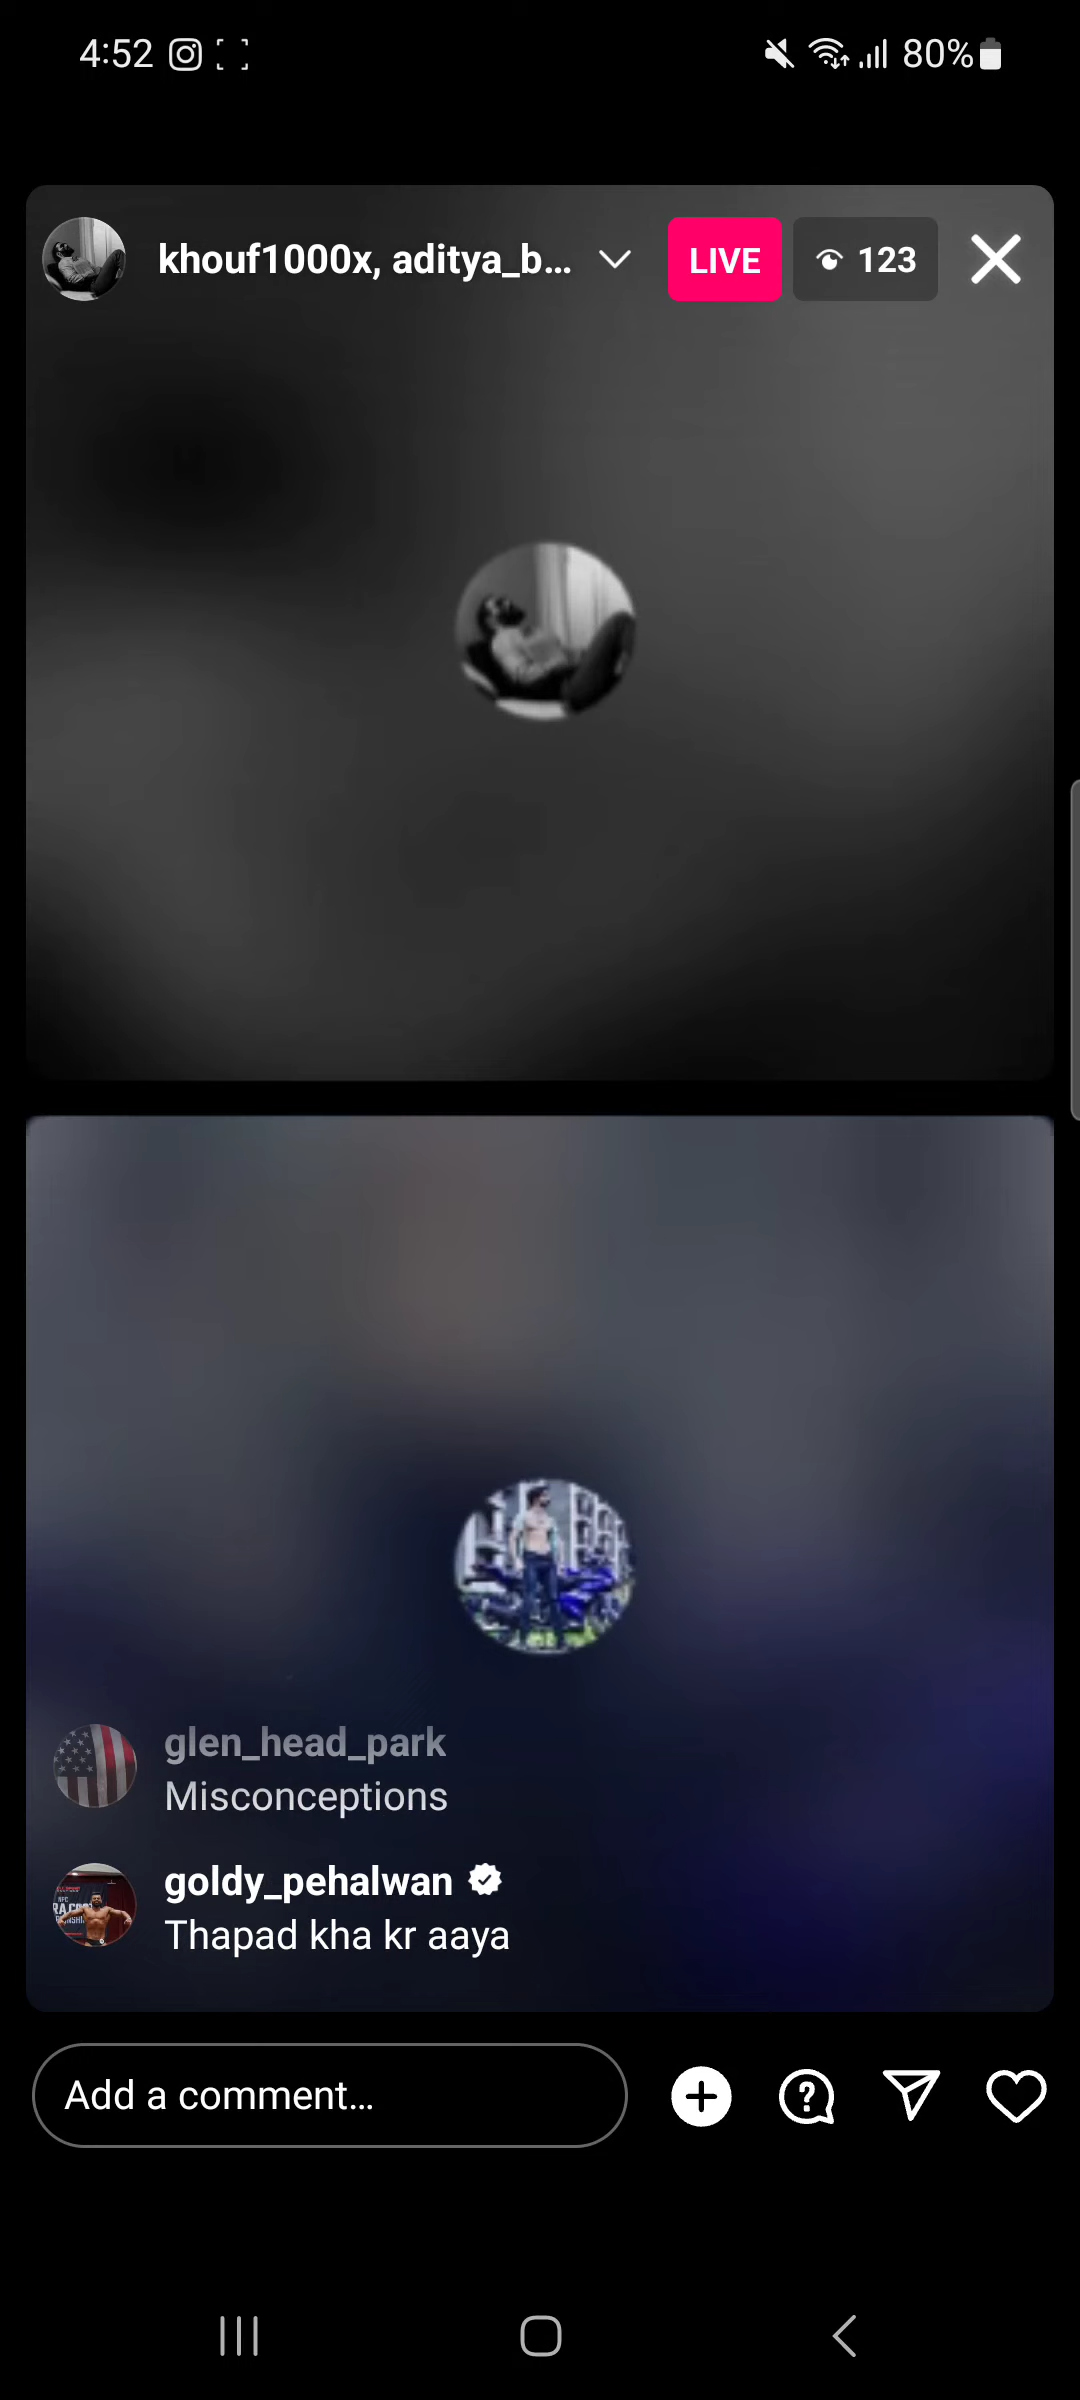 4:52 80%
khouf1000x, aditya_b... LIVE 123
glen_head_park
Misconceptions
goldy_pehalwan
Thapad kha kr aaya
Add a comment...